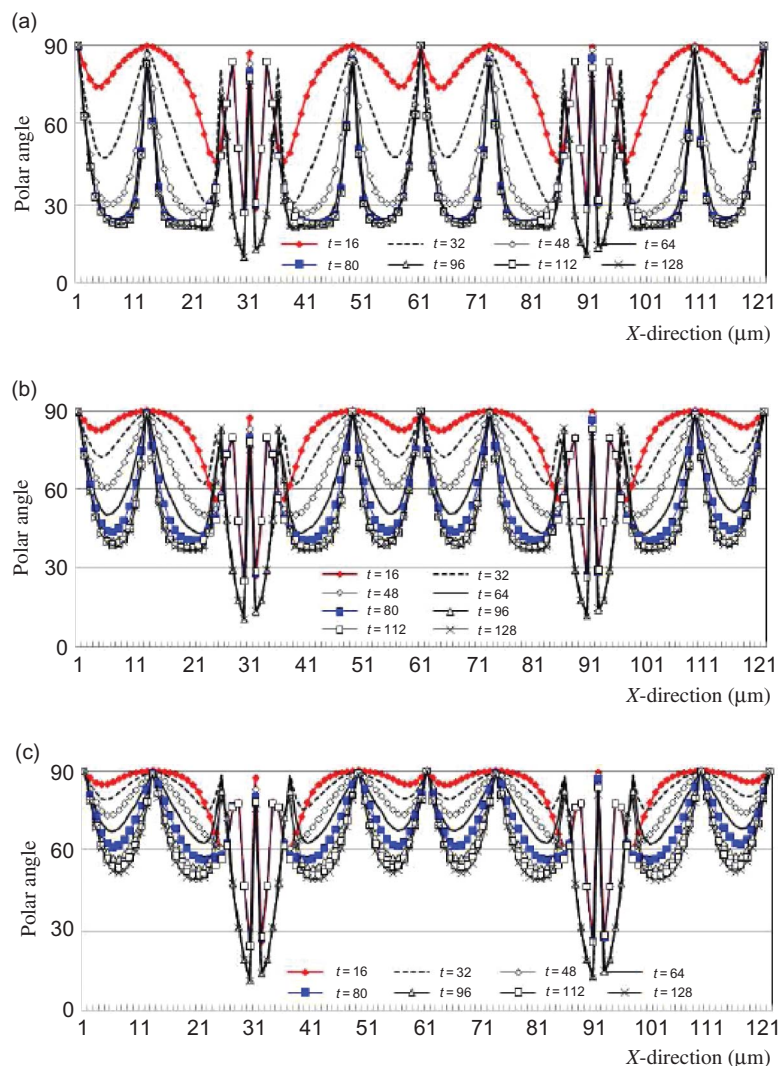 (a)
90
60
30
0
Polar angle
t = 16
t = 32
t = 48
t = 64
t = 80
t = 96
t = 112
t = 128
1 11 21 31 41 51 61 71 81 91 101 111 121
X-direction (μm)
(b)
90
60
30
0
Polar angle
t = 16
t = 32
t = 48
t = 64
t = 80
t = 96
t = 112
t = 128
1 11 21 31 41 51 61 71 81 91 101 111 121
X-direction (μm)
(c)
90
60
30
0
Polar angle
t = 16
t = 32
t = 48
t = 64
t = 80
t = 96
t = 112
t = 128
1 11 21 31 41 51 61 71 81 91 101 111 121
X-direction (μm)